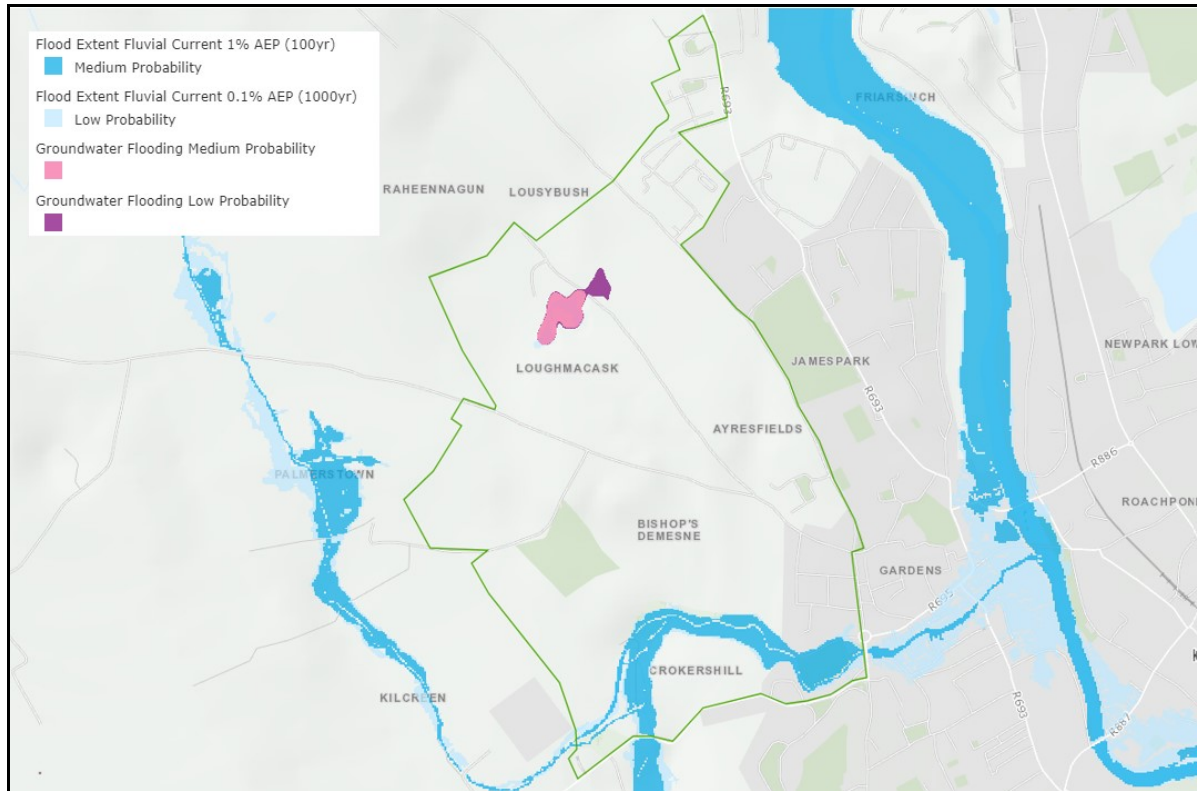 Flood Extent Fluvial Current 1% AEP (100yr)
Medium Probability
Flood Extent Fluvial Current 0.1% AEP (1000yr)
Low Probability
Groundwater Flooding Medium Probability
Groundwater Flooding Low Probability
R693
FRIARSINCH
RAHEENNAGUN
LOUSYBUSH
NEWPARK LOW
JAMESPARK
LOUGHMACASK
R693
AYRESFIELDS
R886
PALMERSTOWN
ROACHPON
BISHOP'S
DEMESNE
GARDENS
R695
K
CROKERSHILL
KILCREEN
R693
R887